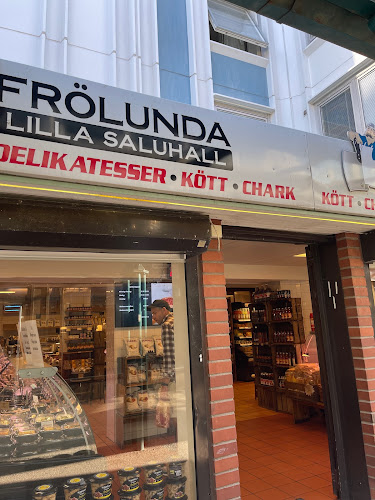 FRÖLUNDA
LILLA SALUHALL
DELIKATESSER · KÖTT · CHARK
KÖTT ·